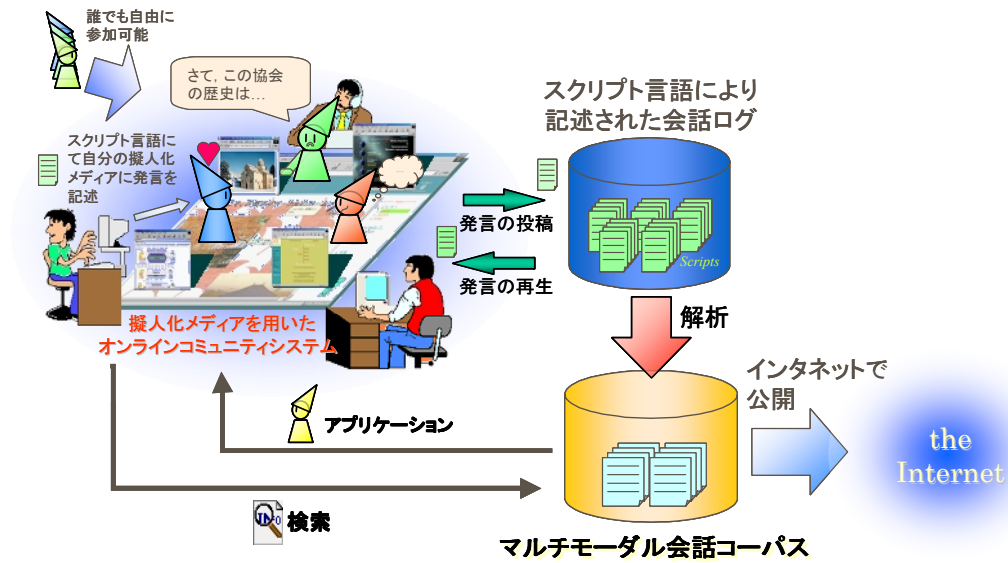 誰でも自由に
参加可能
さて，この協会
の歴史は…
スクリプト言語に
て自分の擬人化
メディアに発言を
記述
スクリプト言語により
記述された会話ログ
発言の投稿
Scripts
発言の再生
擬人化メディアを用いた
オンラインコミュニティシステム
解析
インタネットで
公開
アプリケーション
the
Internet
検索
マルチモーダル会話コーパス